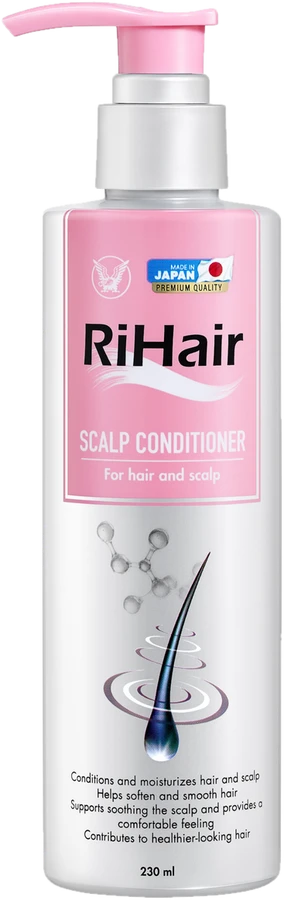 MADE IN
JAPAN
PREMIUM QUALITY
RiHair
SCALP CONDITIONER
For hair and scalp
Conditions and moisturizes hair and scalp
Helps soften and smooth hair
Supports soothing the scalp and provides a
comfortable feeling
Contributes to healthier-looking hair
230 ml